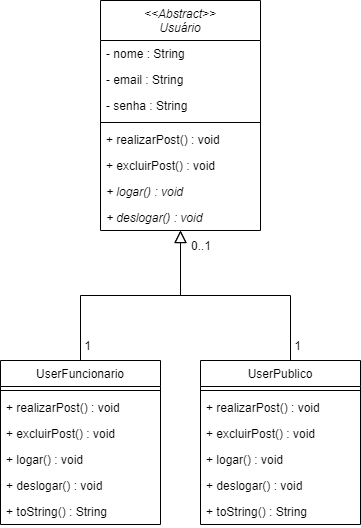 <<Abstract>>
Usuário
- nome : String
- email : String
- senha : String
+ realizarPost() : void
+ excluirPost() : void
+ logar() : void
+ deslogar() : void
0..1
1
1
UserFuncionario
+ realizarPost() : void
+ excluirPost() : void
+ logar() : void
+ deslogar() : void
+ toString() : String
UserPublico
+ realizarPost() : void
+ excluirPost() : void
+ logar() : void
+ deslogar() : void
+ toString() : String